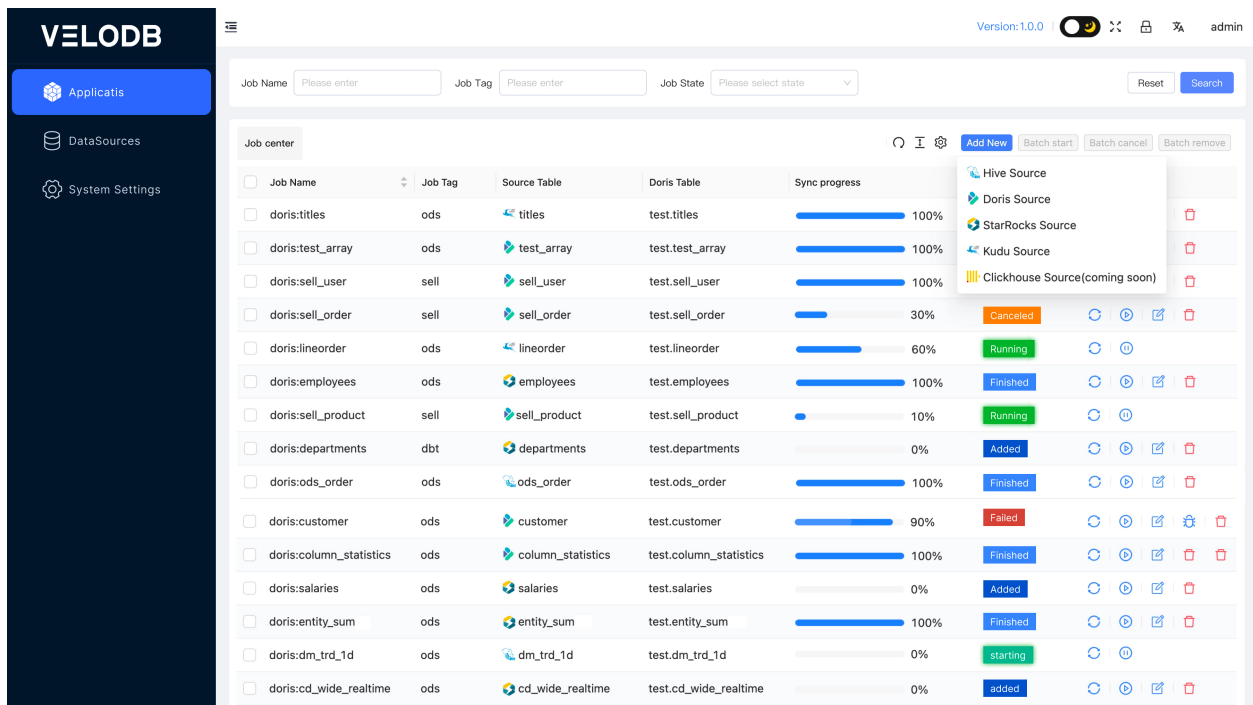 VELODB
Version:1.0.0 admin
Applicatis
DataSources
System Settings
Job Name Please enter Job Tag Please enter Job State Please select state Reset Search
Job center Add New Batch start Batch cancel Batch remove
Hive Source
Doris Source
StarRocks Source
Kudu Source
Clickhouse Source(coming soon)
Job Name Job Tag Source Table Doris Table Sync progress
doris:titles ods titles test.titles 100%
doris:test_array ods test_array test.test_array 100%
doris:sell_user sell sell_user test.sell_user 100%
doris:sell_order sell sell_order test.sell_order 30% Canceled
doris:lineorder ods lineorder test.lineorder 60% Running
doris:employees ods employees test.employees 100% Finished
doris:sell_product sell sell_product test.sell_product 10% Running
doris:departments dbt departments test.departments 0% Added
doris:ods_order ods ods_order test.ods_order 100% Finished
doris:customer ods customer test.customer 90% Failed
doris:column_statistics ods column_statistics test.column_statistics 100% Finished
doris:salaries ods salaries test.salaries 0% Added
doris:entity_sum ods entity_sum test.entity_sum 100% Finished
doris:dm_trd_1d ods dm_trd_1d test.dm_trd_1d 0% starting
doris:cd_wide_realtime ods cd_wide_realtime test.cd_wide_realtime 0% added